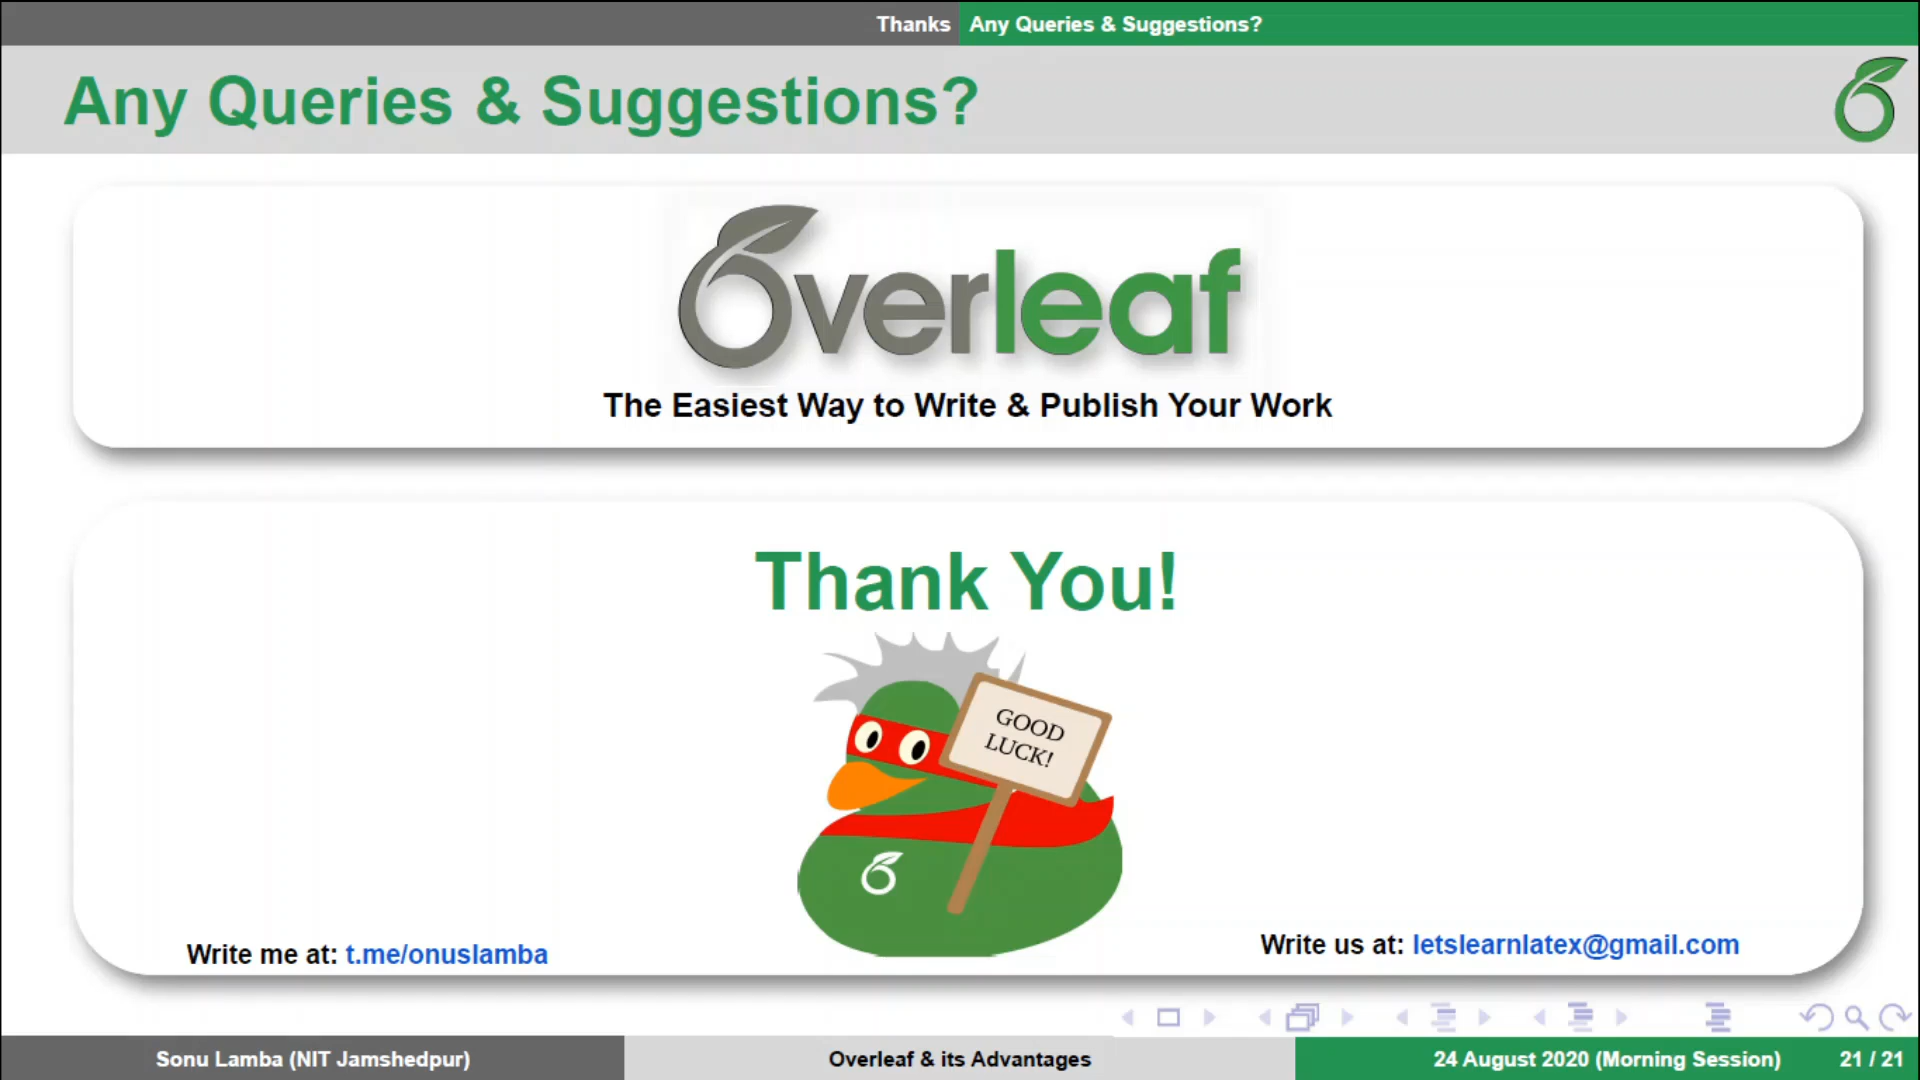 Thanks Any Queries & Suggestions?
Any Queries & Suggestions?
Overleaf
The Easiest Way to Write & Publish Your Work
Thank You!
GOOD
LUCK!
Write me at: t.me/onuslamba
Write us at: letslearnlatex@gmail.com
Sonu Lamba (NIT Jamshedpur) Overleaf & its Advantages 24 August 2020 (Morning Session) 21 / 21